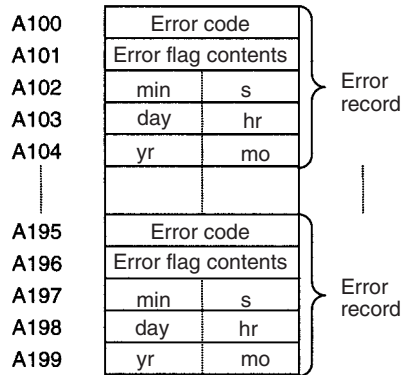 A100 Error code
A101 Error flag contents
A102 min s
A103 day hr
A104 yr mo
Error
record
A195 Error code
A196 Error flag contents
A197 min s
A198 day hr
A199 yr mo
Error
record